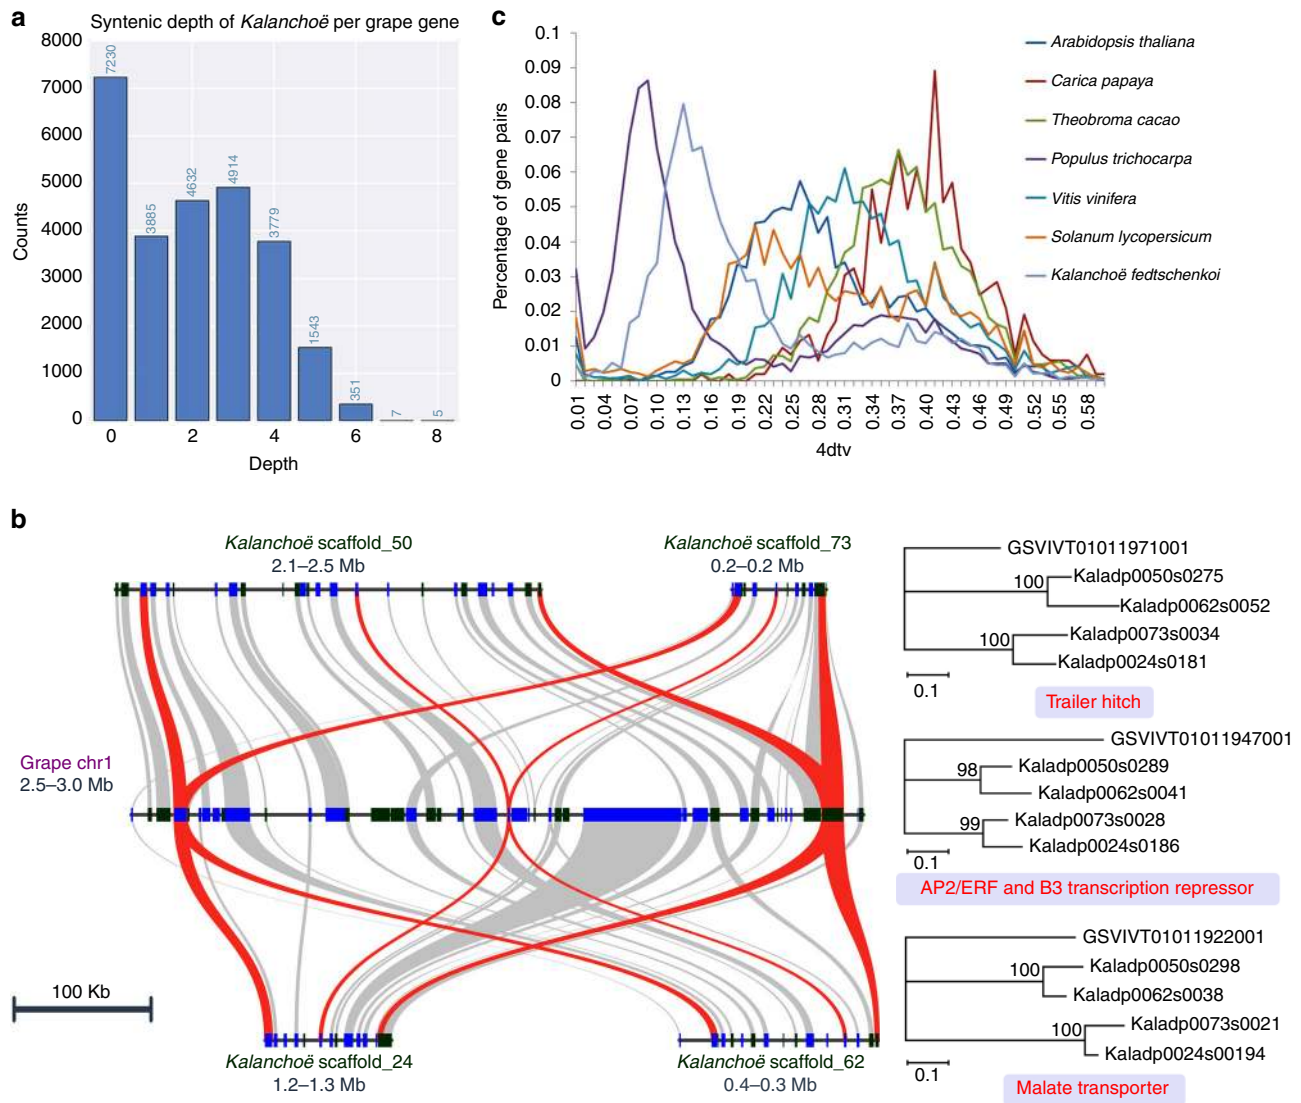 a
Syntenic depth of Kalanchoë per grape gene
8000
7000
6000
5000
4000
3000
2000
1000
0
Counts
7230
3885
4632
4914
3779
1543
351
7
5
0 2 4 6 8
Depth
c
0.1
0.09
0.08
0.07
0.06
0.05
0.04
0.03
0.02
0.01
0
Percentage of gene pairs
0.01 0.04 0.07 0.10 0.13 0.16 0.19 0.22 0.25 0.28 0.31 0.34 0.37 0.40 0.43 0.46 0.49 0.52 0.55 0.58
4dtv
Arabidopsis thaliana
Carica papaya
Theobroma cacao
Populus trichocarpa
Vitis vinifera
Solanum lycopersicum
Kalanchoë fedtschenkoi
b
Kalanchoë scaffold_50
2.1–2.5 Mb
Kalanchoë scaffold_73
0.2–0.2 Mb
Grape chr1
2.5–3.0 Mb
100 Kb
Kalanchoë scaffold_24
1.2–1.3 Mb
Kalanchoë scaffold_62
0.4–0.3 Mb
GSVIVT01011971001
100
Kaladp0050s0275
Kaladp0062s0052
100
Kaladp0073s0034
Kaladp0024s0181
0.1
Trailer hitch
GSVIVT01011947001
98
Kaladp0050s0289
Kaladp0062s0041
99
Kaladp0073s0028
Kaladp0024s0186
0.1
AP2/ERF and B3 transcription repressor
GSVIVT01011922001
100
Kaladp0050s0298
Kaladp0062s0038
100
Kaladp0073s0021
Kaladp0024s00194
0.1
Malate transporter